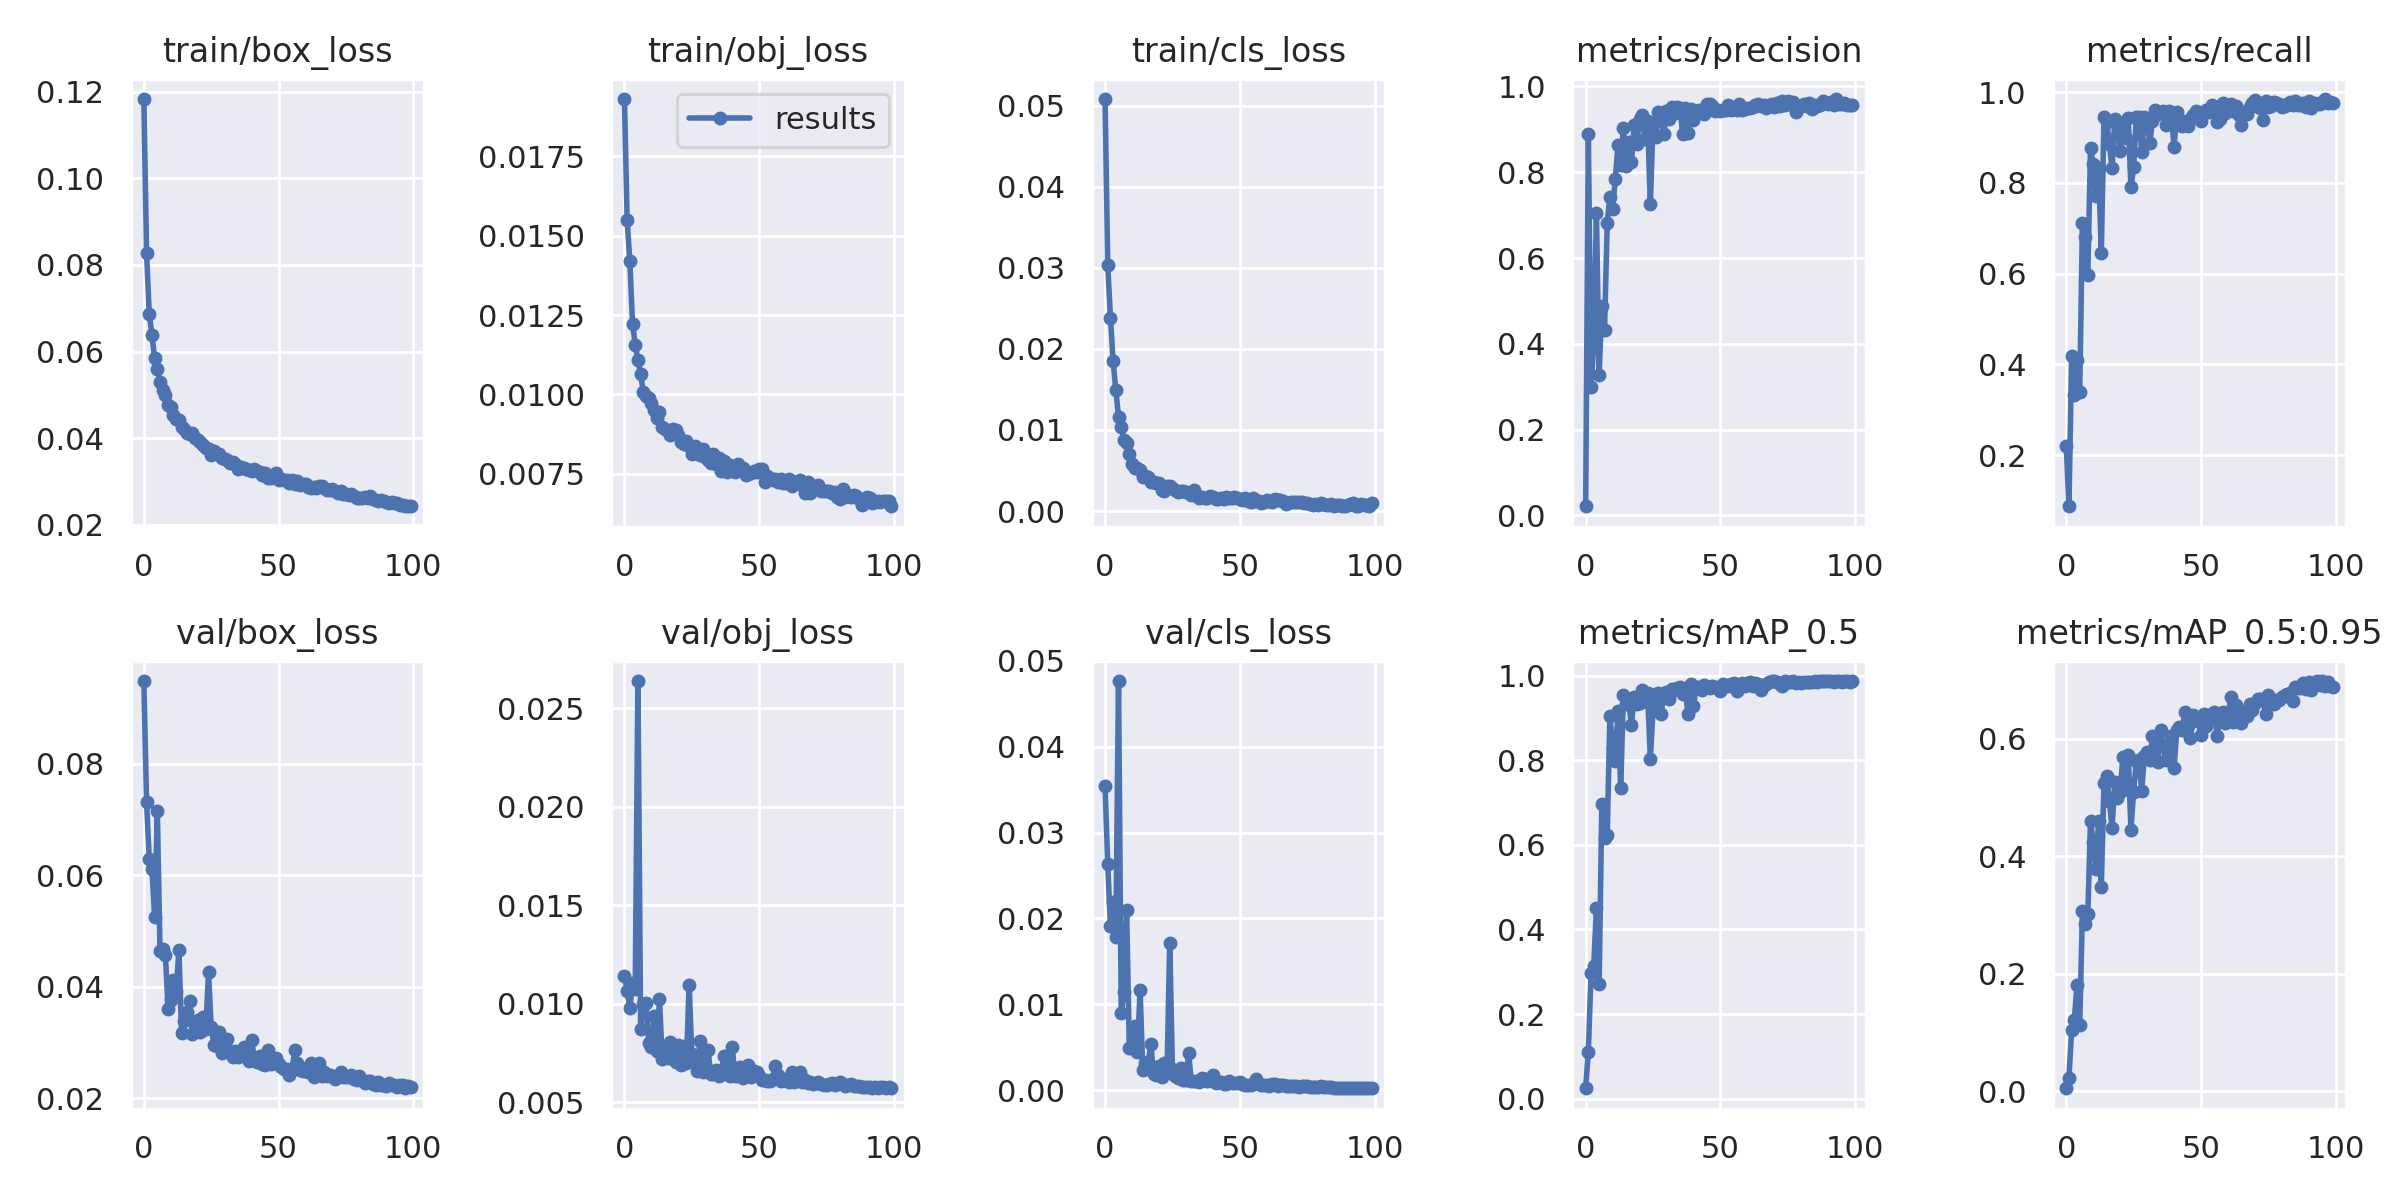 train/box_loss
0.12
0.10
0.08
0.06
0.04
0.02
0 50 100
train/obj_loss
results
0.0175
0.0150
0.0125
0.0100
0.0075
0 50 100
train/cls_loss
0.05
0.04
0.03
0.02
0.01
0.00
0 50 100
metrics/precision
1.0
0.8
0.6
0.4
0.2
0.0
0 50 100
metrics/recall
1.0
0.8
0.6
0.4
0.2
0 50 100
val/box_loss
0.08
0.06
0.04
0.02
0 50 100
val/obj_loss
0.025
0.020
0.015
0.010
0.005
0 50 100
val/cls_loss
0.05
0.04
0.03
0.02
0.01
0.00
0 50 100
metrics/mAP_0.5
1.0
0.8
0.6
0.4
0.2
0.0
0 50 100
metrics/mAP_0.5:0.95
0.6
0.4
0.2
0.0
0 50 100